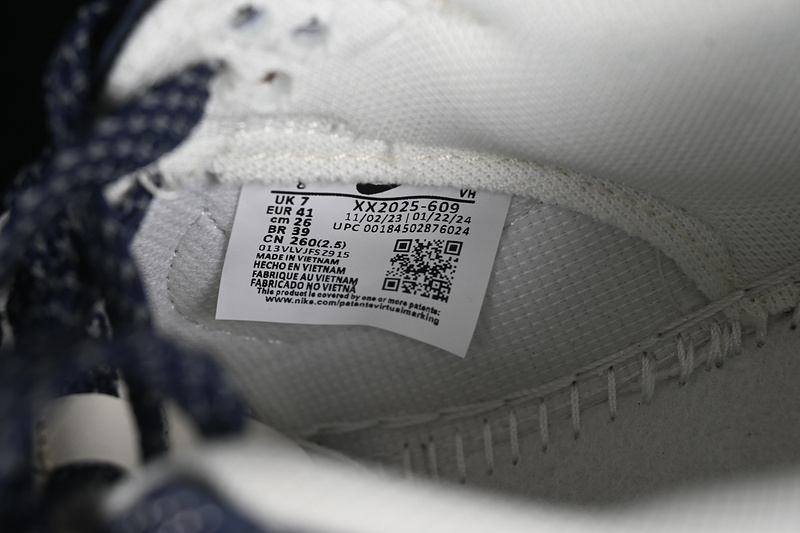 VH
UK 7
EUR 41
cm 26
BR 39
CN 260(2.5)
XX2025-609
11/02/23 | 01/22/24
UPC 00184502876024
013VLVJFSZ915
MADE IN VIETNAM
HECHO EN VIETNAM
FABRIQUE AU VIETNAM
FABRICADO NO VIETNA
This product is covered by one or more patents:
www.nike.com/patentsvirtualmarking